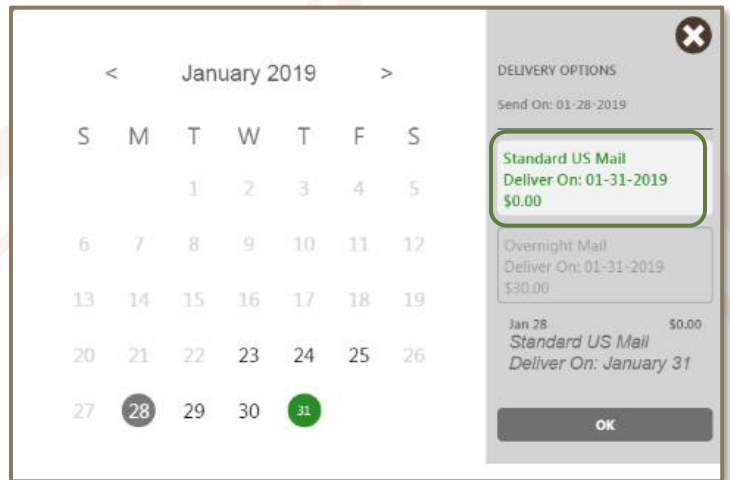 < January 2019 >
S M T W T F S
1 2 3 4 5
6 7 8 9 10 11 12
13 14 15 16 17 18 19
20 21 22 23 24 25 26
27 28 29 30 31
DELIVERY OPTIONS
Send On: 01-28-2019
Standard US Mail
Deliver On: 01-31-2019
$0.00
Overnight Mail
Deliver On: 01-31-2019
$30.00
Jan 28 $0.00
Standard US Mail
Deliver On: January 31
OK